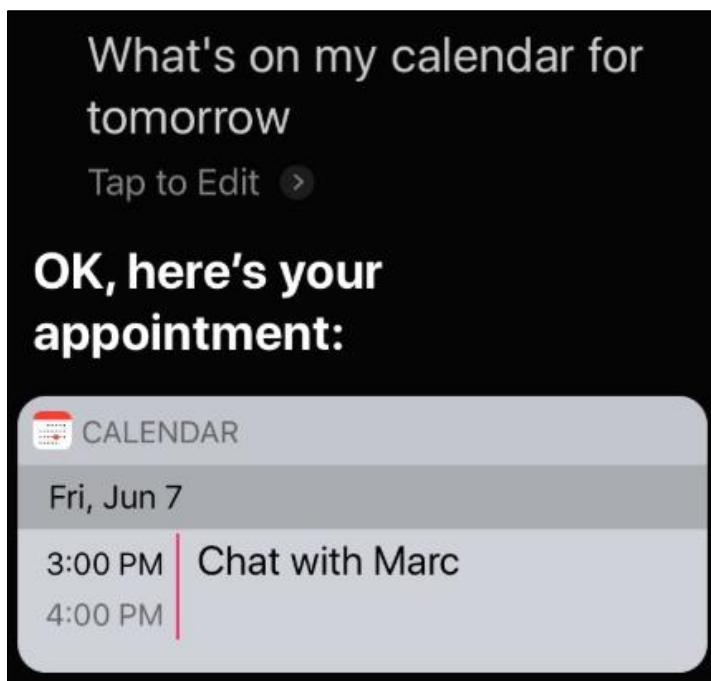 What's on my calendar for
tomorrow
Tap to Edit
OK, here's your
appointment:
CALENDAR
Fri, Jun 7
3:00 PM Chat with Marc
4:00 PM